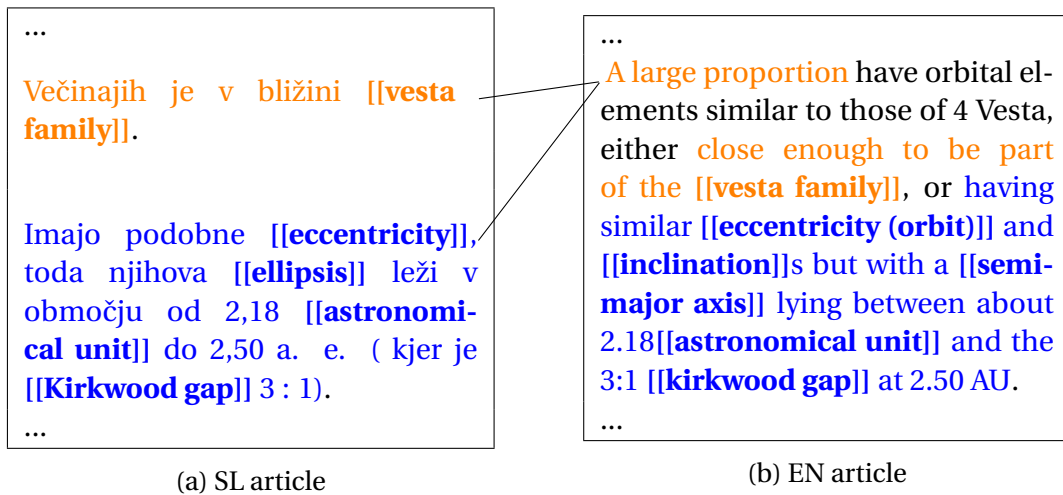 ...
Večinajih je v bližini [[vesta
family]].
Imajo podobne [[eccentricity]],
toda njihova [[ellipsis]] leži v
območju od 2,18 [[astronomi-
cal unit]] do 2,50 a. e. ( kjer je
[[Kirkwood gap]] 3 : 1).
...
(a) SL article
...
A large proportion have orbital el-
ements similar to those of 4 Vesta,
either close enough to be part
of the [[vesta family]], or having
similar [[eccentricity (orbit)]] and
[[inclination]]s but with a [[semi-
major axis]] lying between about
2.18[[astronomical unit]] and the
3:1 [[kirkwood gap]] at 2.50 AU.
...
(b) EN article